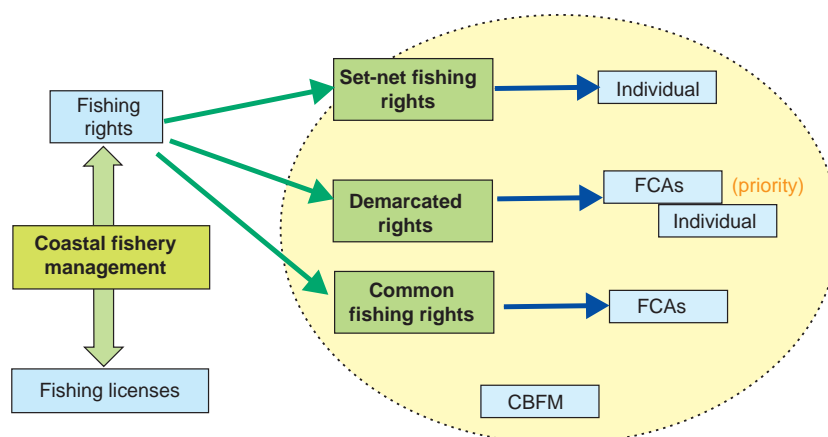 Fishing
rights
Coastal fishery
management
Fishing licenses
Set-net fishing
rights
Individual
Demarcated
rights
FCAs
(priority)
Individual
Common
fishing rights
FCAs
CBFM